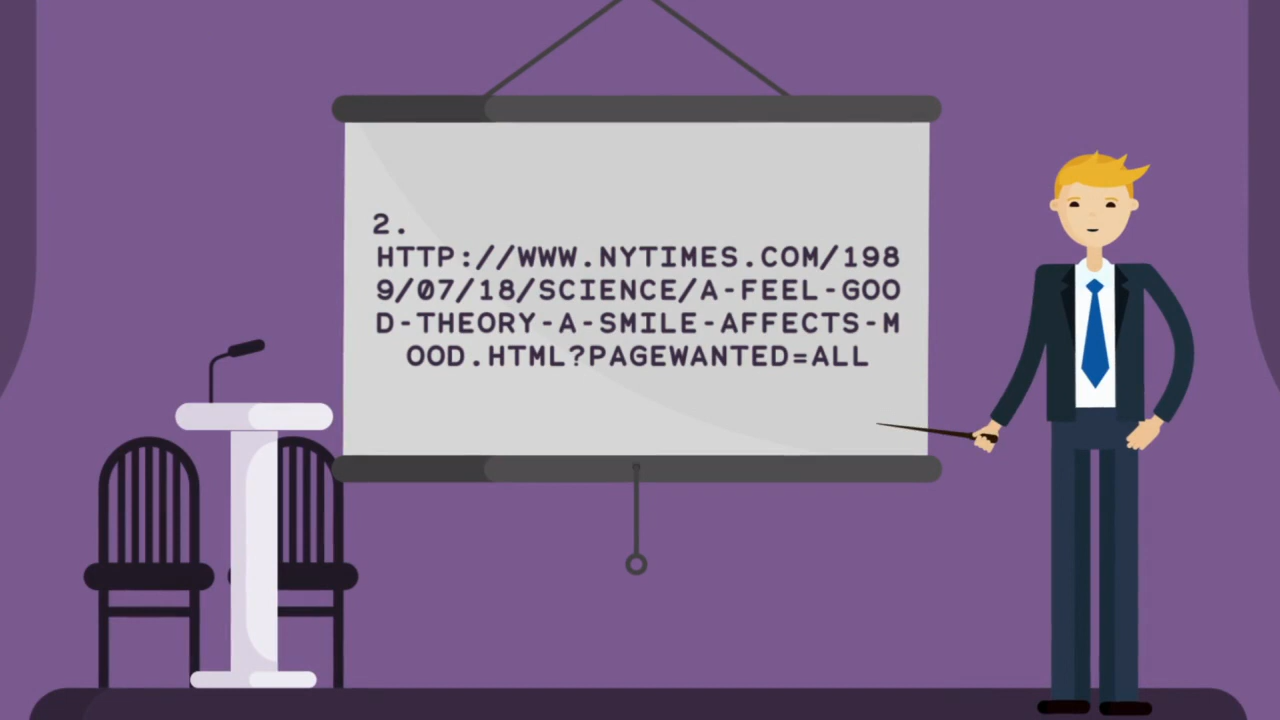 2.
HTTP://WWW.NYTIMES.COM/198
9/07/18/SCIENCE/A-FEEL-GOO
D-THEORY-A-SMILE-AFFECTS-M
OOD.HTML?PAGEWANTED=ALL